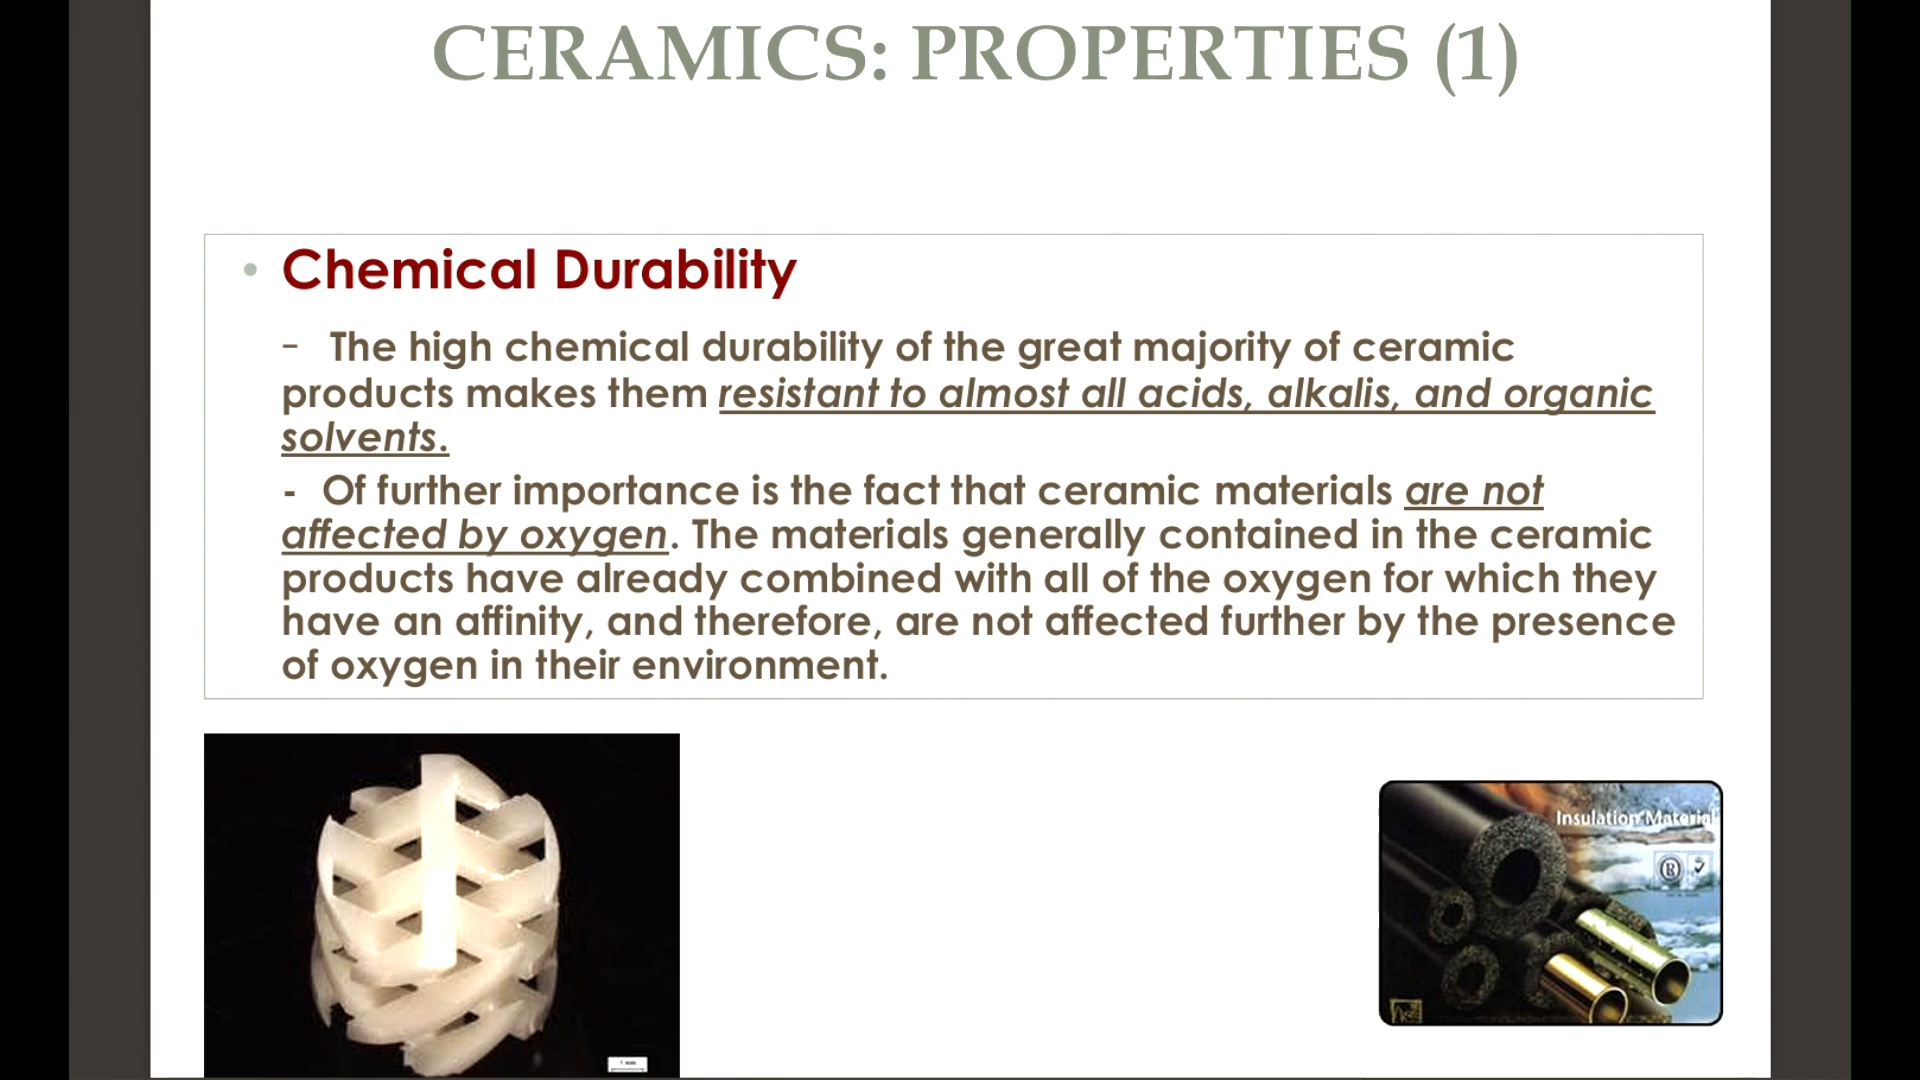 CERAMICS: PROPERTIES (1)
• Chemical Durability
– The high chemical durability of the great majority of ceramic
products makes them resistant to almost all acids, alkalis, and organic
solvents.
- Of further importance is the fact that ceramic materials are not
affected by oxygen. The materials generally contained in the ceramic
products have already combined with all of the oxygen for which they
have an affinity, and therefore, are not affected further by the presence
of oxygen in their environment.
Insulation Material
®